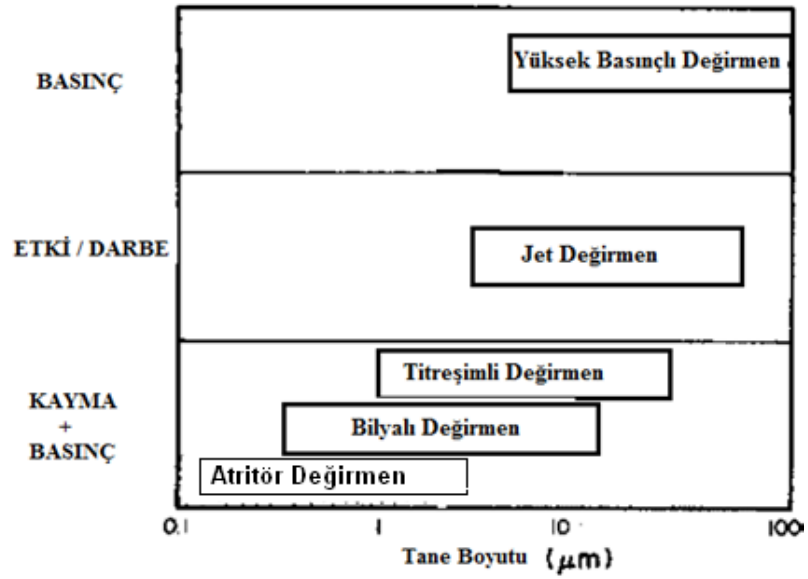 BASINÇ
Yüksek Basınçlı Değirmen
ETKİ / DARBE
Jet Değirmen
KAYMA
+
BASINÇ
Titreşimli Değirmen
Bilyalı Değirmen
Atritör Değirmen
0.1 1 10 100
Tane Boyutu (μm)